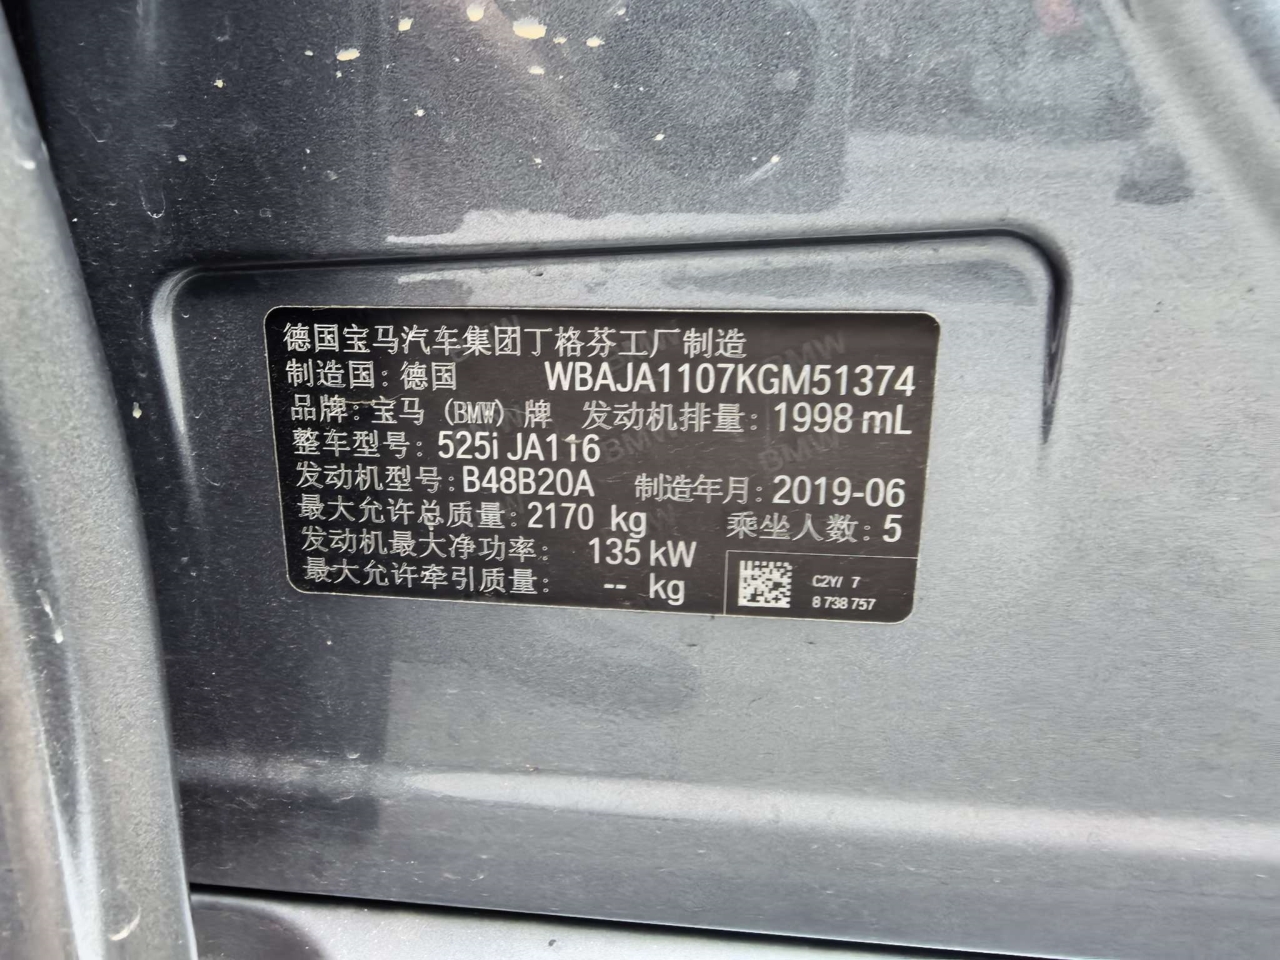 德国宝马汽车集团丁格芬工厂制造
制造国：德国 WBAJA1107KGM51374
品牌：宝马（BMW）牌 发动机排量：1998 mL
整车型号：525i JA116
发动机型号：B48B20A 制造年月：2019-06
最大允许总质量：2170 kg 乘坐人数：5
发动机最大净功率： 135 kW
最大允许牵引质量： -- kg
C2Y/ 7
8 738 757